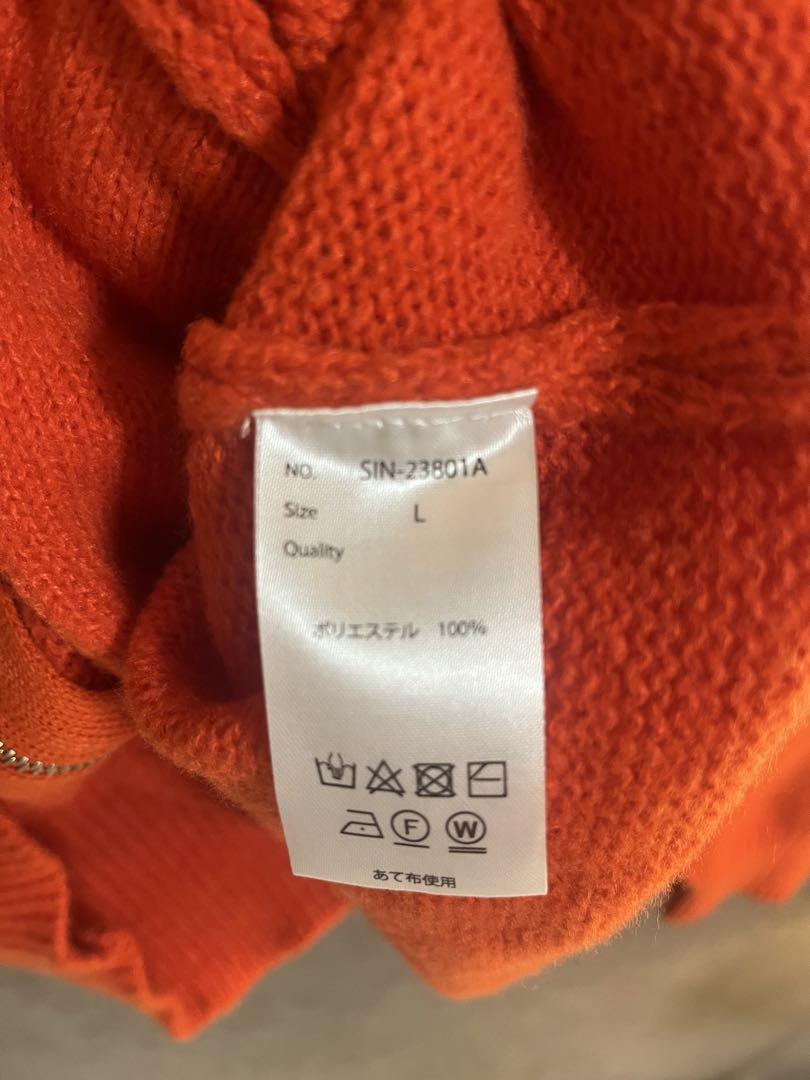 NO. SIN-23801A
Size L
Quality
ポリエステル 100%
F W
あて布使用